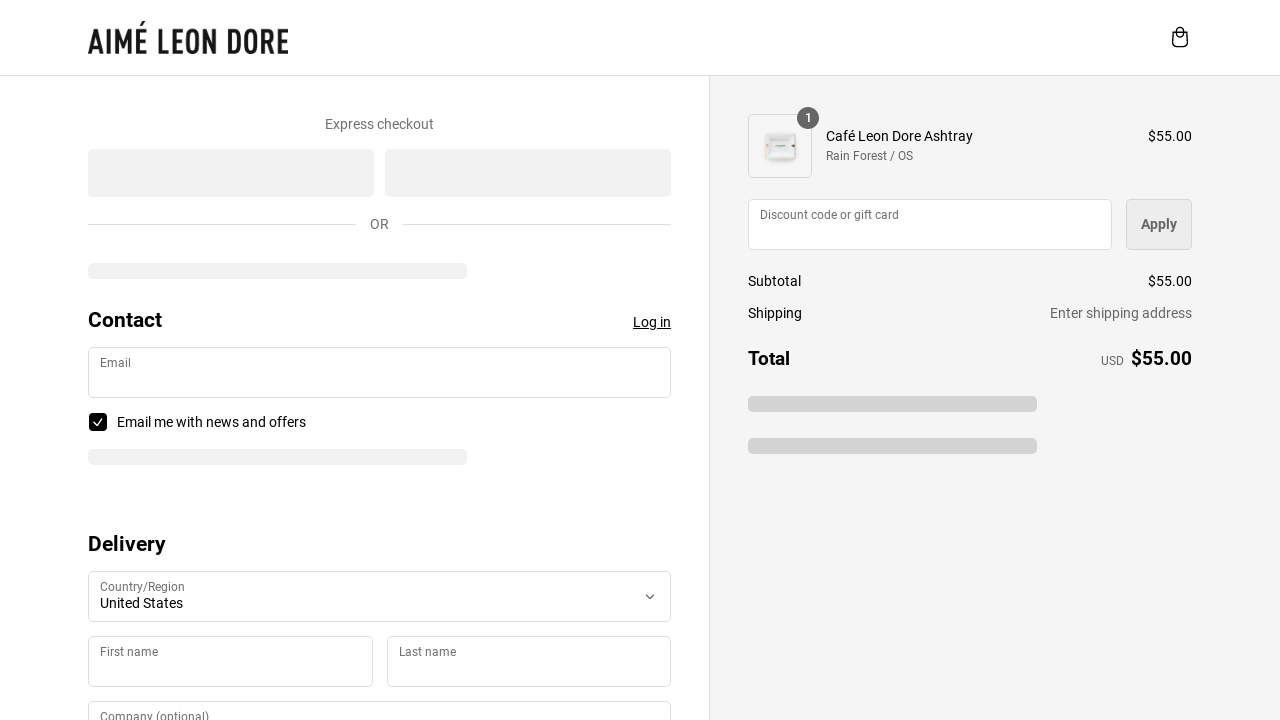 AIMÉ LEON DORE
Express checkout
OR
Contact
Log in
Email
Email me with news and offers
Delivery
Country/Region
United States
First name
Last name
Company (optional)
1
Café Leon Dore Ashtray
$55.00
Rain Forest / OS
Discount code or gift card
Apply
Subtotal
$55.00
Shipping
Enter shipping address
Total
USD $55.00